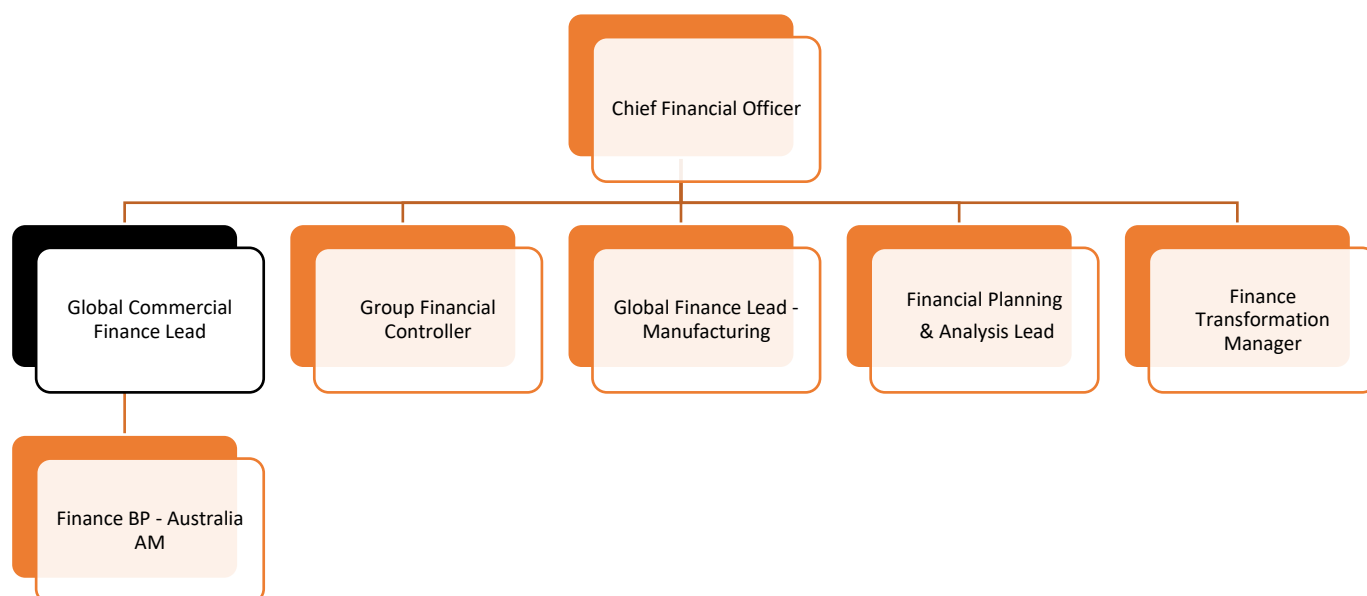 Chief Financial Officer
Global Commercial
Finance Lead
Group Financial
Controller
Global Finance Lead -
Manufacturing
Financial Planning
& Analysis Lead
Finance
Transformation
Manager
Finance BP - Australia
AM